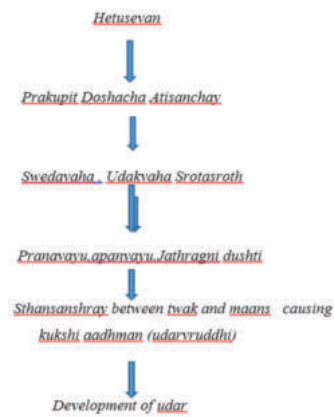 Hetusevan
Prakupit Doshacha Atisanchay
Swedavaha , Udakvaha Srotasroth
Pranavayu,apanvayu,Jathragni dushti
Sthansanshray between twak and maans causing
kukshi aadhman (udarvruddhi)
Development of udar